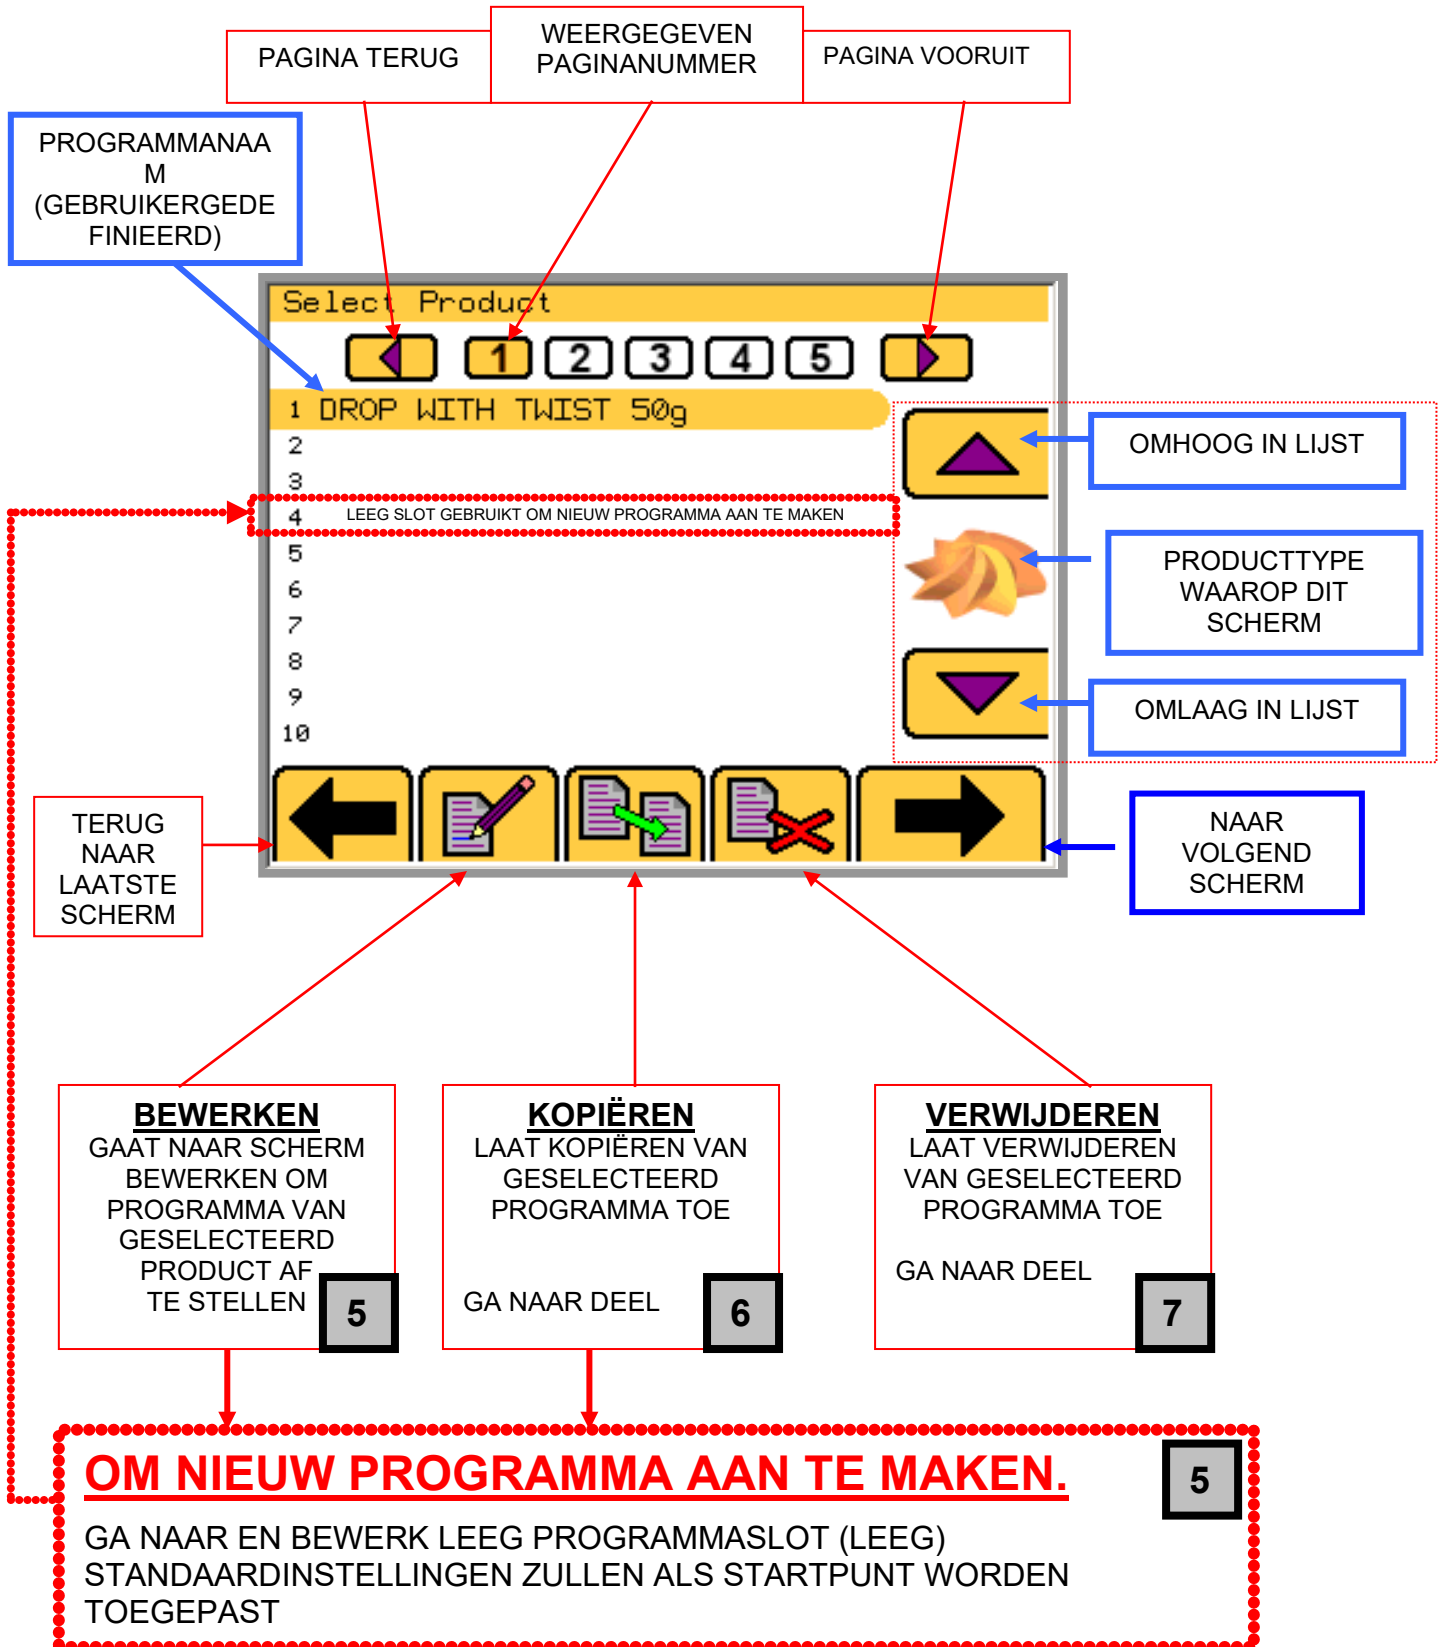 PAGINA TERUG
WEERGEGEVEN
PAGINANUMMER
PAGINA VOORUIT
PROGRAMMANAA
M
(GEBRUIKERGEDE
FINIEERD)
Select Product
1 2 3 4 5
1 DROP WITH TWIST 50g
2
3
4 LEEG SLOT GEBRUIKT OM NIEUW PROGRAMMA AAN TE MAKEN
5
6
7
8
9
10
OMHOOG IN LIJST
PRODUCTTYPE
WAAROP DIT
SCHERM
OMLAAG IN LIJST
TERUG
NAAR
LAATSTE
SCHERM
NAAR
VOLGEND
SCHERM
BEWERKEN
GAAT NAAR SCHERM
BEWERKEN OM
PROGRAMMA VAN
GESELECTEERD
PRODUCT AF
TE STELLEN
5
KOPIËREN
LAAT KOPIËREN VAN
GESELECTEERD
PROGRAMMA TOE
GA NAAR DEEL
6
VERWIJDEREN
LAAT VERWIJDEREN
VAN GESELECTEERD
PROGRAMMA TOE
GA NAAR DEEL
7
OM NIEUW PROGRAMMA AAN TE MAKEN.
5
GA NAAR EN BEWERK LEEG PROGRAMMASLOT (LEEG)
STANDAARDINSTELLINGEN ZULLEN ALS STARTPUNT WORDEN
TOEGEPAST